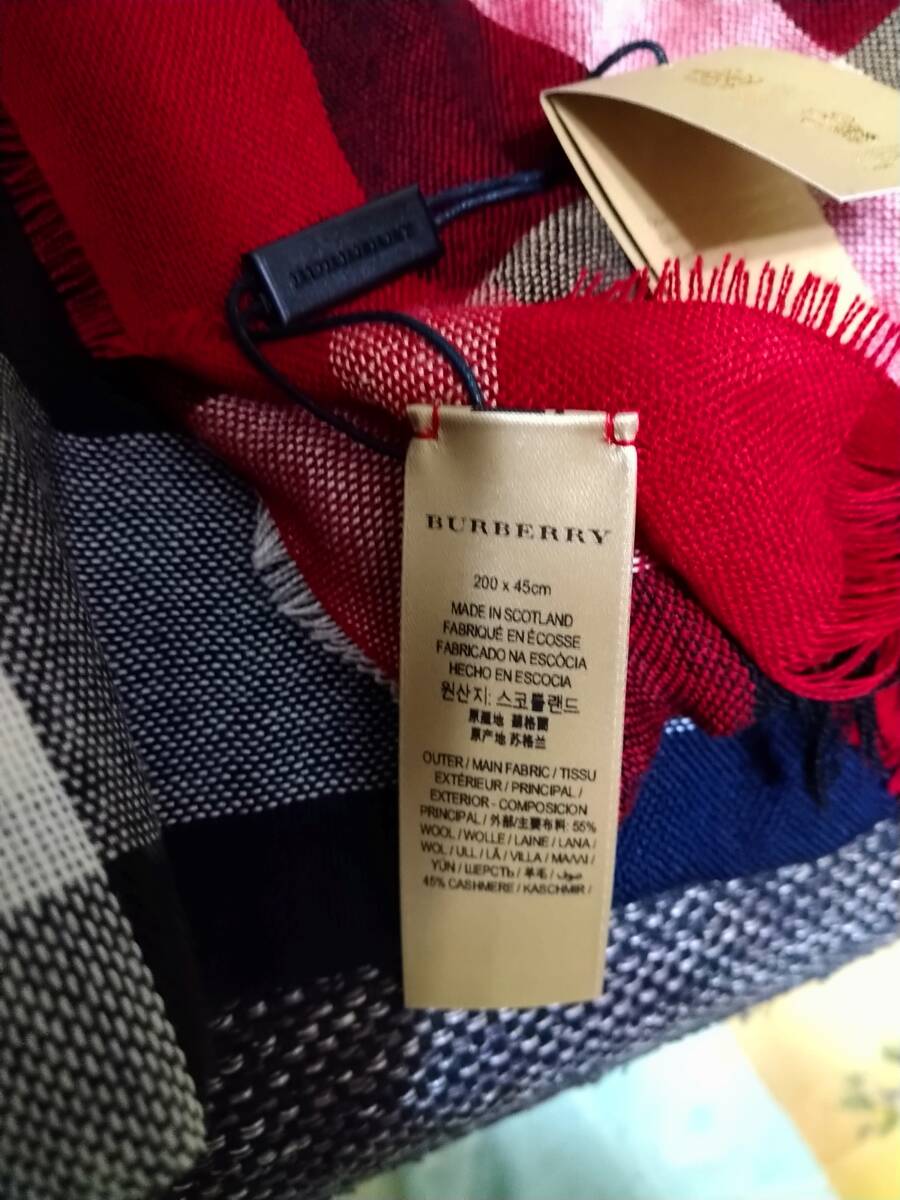 BURBERRY
200 x 45cm
MADE IN SCOTLAND
FABRIQUÉ EN ÉCOSSE
FABRICADO NA ESCÓCIA
HECHO EN ESCOCIA
원산지: 스코틀랜드
原產地 蘇格蘭
原产地 苏格兰
OUTER / MAIN FABRIC / TISSU
EXTÉRIEUR / PRINCIPAL /
EXTERIOR - COMPOSICION
PRINCIPAL / 外部/主要布料: 55%
WOOL / WOLLE / LAINE / LANA /
WOL / ULL / LÃ / VILLA / ΜΑΛΛΙ /
YÜN / ШЕРСТЬ / 羊毛 / صوف /
45% CASHMERE / KASCHMIR /